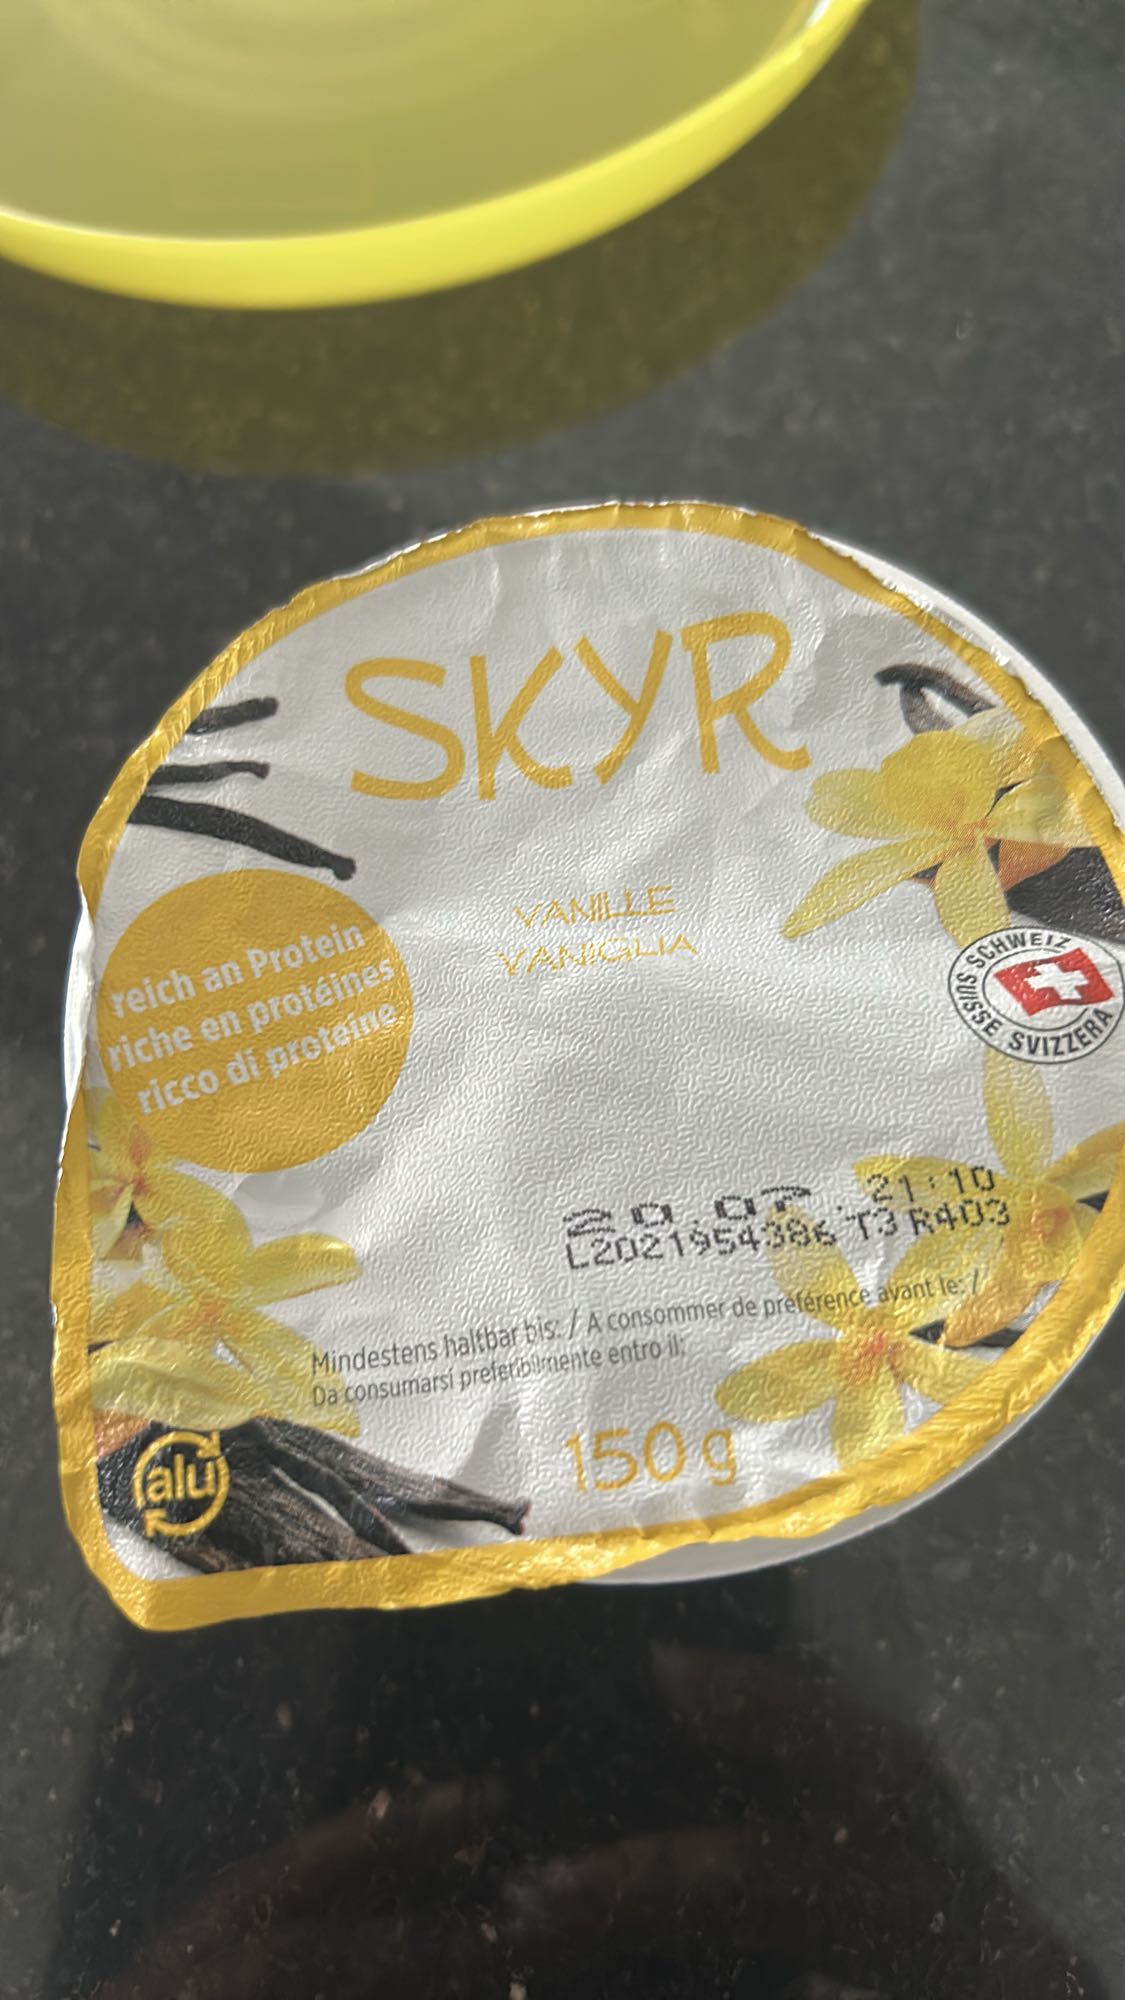 SKYR
VANILLE
VANIGLIA
reich an Protein
riche en protéines
ricco di proteine
SCHWEIZ
SUISSE
SVIZZERA
20.07. 21:10
L2021954386 T3 R403
Mindestens haltbar bis: / A consommer de préférence avant le: /
Da consumarsi preferibilmente entro il:
150 g
alu